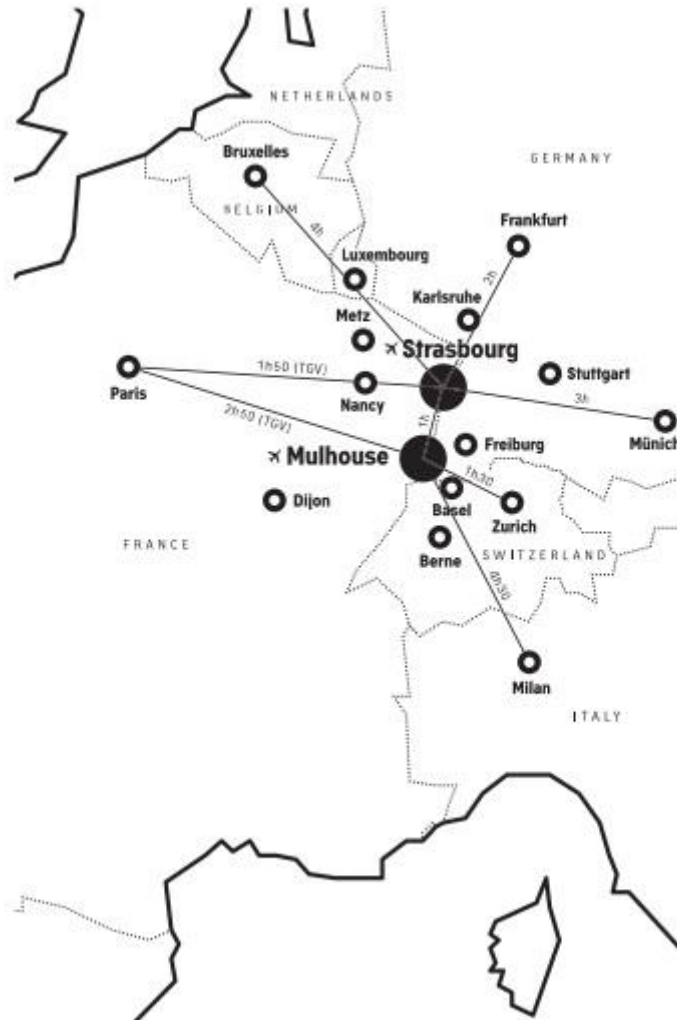 NETHERLANDS
Bruxelles
GERMANY
BELGIUM
4h
Frankfurt
Luxembourg
2h
Karlsruhe
Metz
Strasbourg
1h50 (TGV)
Paris
Nancy
Stuttgart
3h
2h50 (TGV)
1h
Münich
Freiburg
Mulhouse
1h30
Dijon
Basel
Zurich
FRANCE
Berne
SWITZERLAND
4h30
Milan
ITALY